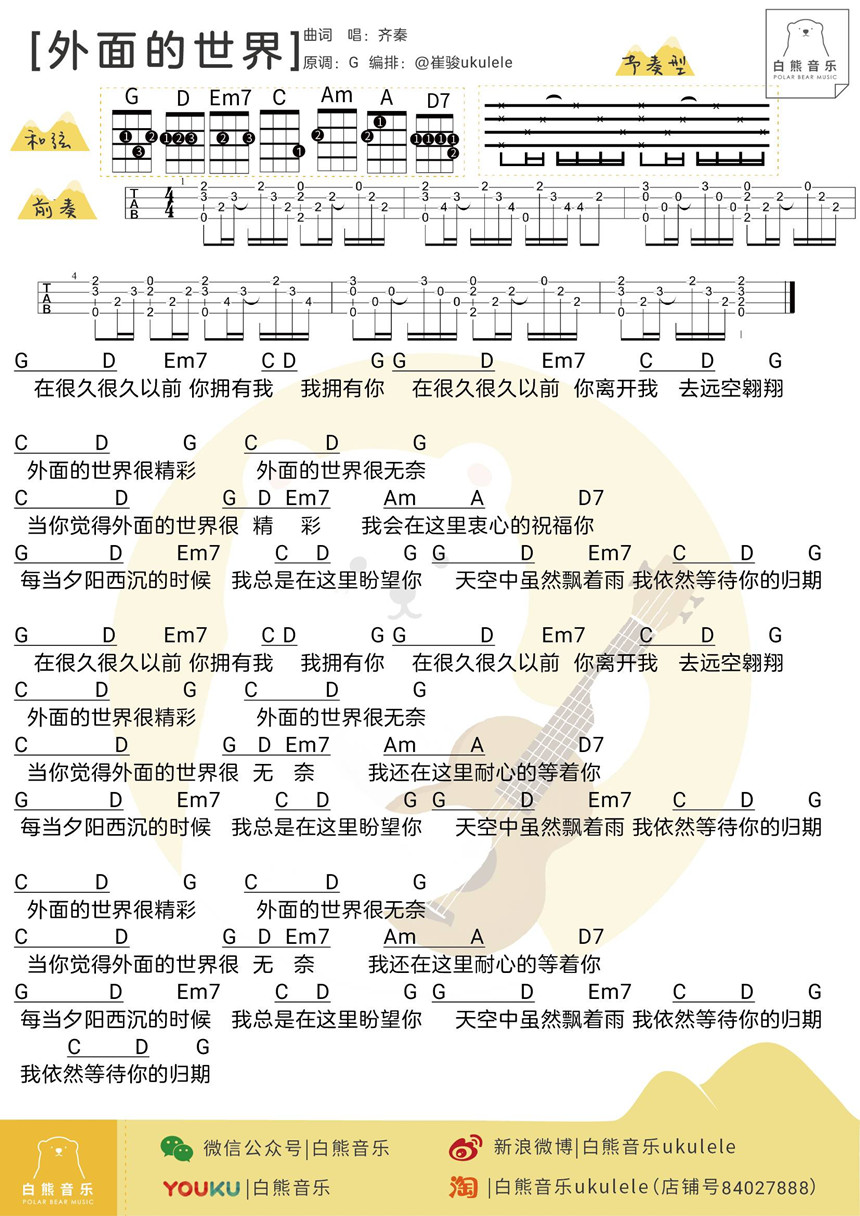 [外面的世界]
曲词 唱：齐秦
原调：G 编排：@崔骏ukulele
节奏型
白熊音乐
POLAR BEAR MUSIC
和弦
G D Em7 C Am A D7
前奏
G D Em7 C D G G D Em7 C D G
在很久很久以前 你拥有我 我拥有你 在很久很久以前 你离开我 去远空翱翔
C D G C D G
外面的世界很精彩 外面的世界很无奈
C D G D Em7 Am A D7
当你觉得外面的世界很 精 彩 我会在这里衷心的祝福你
G D Em7 C D G G D Em7 C D G
每当夕阳西沉的时候 我总是在这里盼望你 天空中虽然飘着雨 我依然等待你的归期
G D Em7 C D G G D Em7 C D G
在很久很久以前 你拥有我 我拥有你 在很久很久以前 你离开我 去远空翱翔
C D G C D G
外面的世界很精彩 外面的世界很无奈
C D G D Em7 Am A D7
当你觉得外面的世界很 无 奈 我还在这里耐心的等着你
G D Em7 C D G G D Em7 C D G
每当夕阳西沉的时候 我总是在这里盼望你 天空中虽然飘着雨 我依然等待你的归期
C D G C D G
外面的世界很精彩 外面的世界很无奈
C D G D Em7 Am A D7
当你觉得外面的世界很 无 奈 我还在这里耐心的等着你
G D Em7 C D G G D Em7 C D G
每当夕阳西沉的时候 我总是在这里盼望你 天空中虽然飘着雨 我依然等待你的归期
C D G
我依然等待你的归期
白熊音乐
POLAR BEAR MUSIC
微信公众号|白熊音乐
新浪微博|白熊音乐ukulele
YOUKU|白熊音乐
淘|白熊音乐ukulele(店铺号84027888)